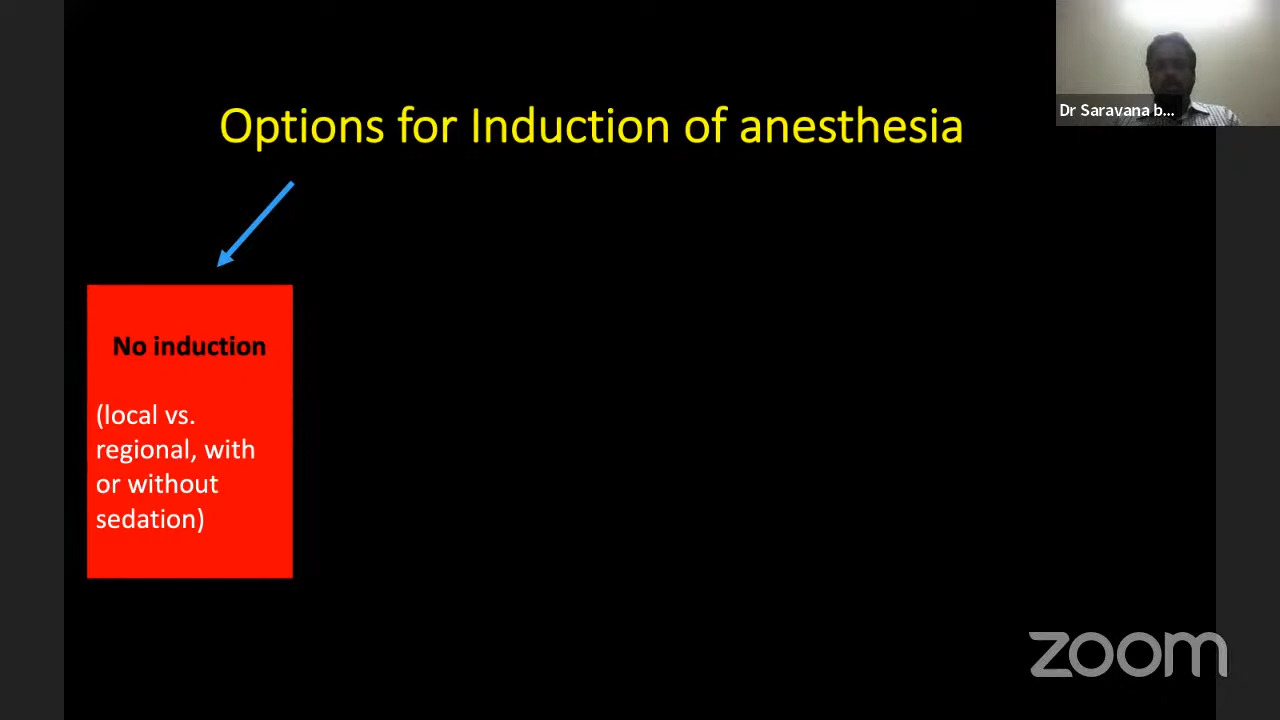 Dr Saravana b...
Options for Induction of anesthesia
No induction
(local vs.
regional, with
or without
sedation)
zoom